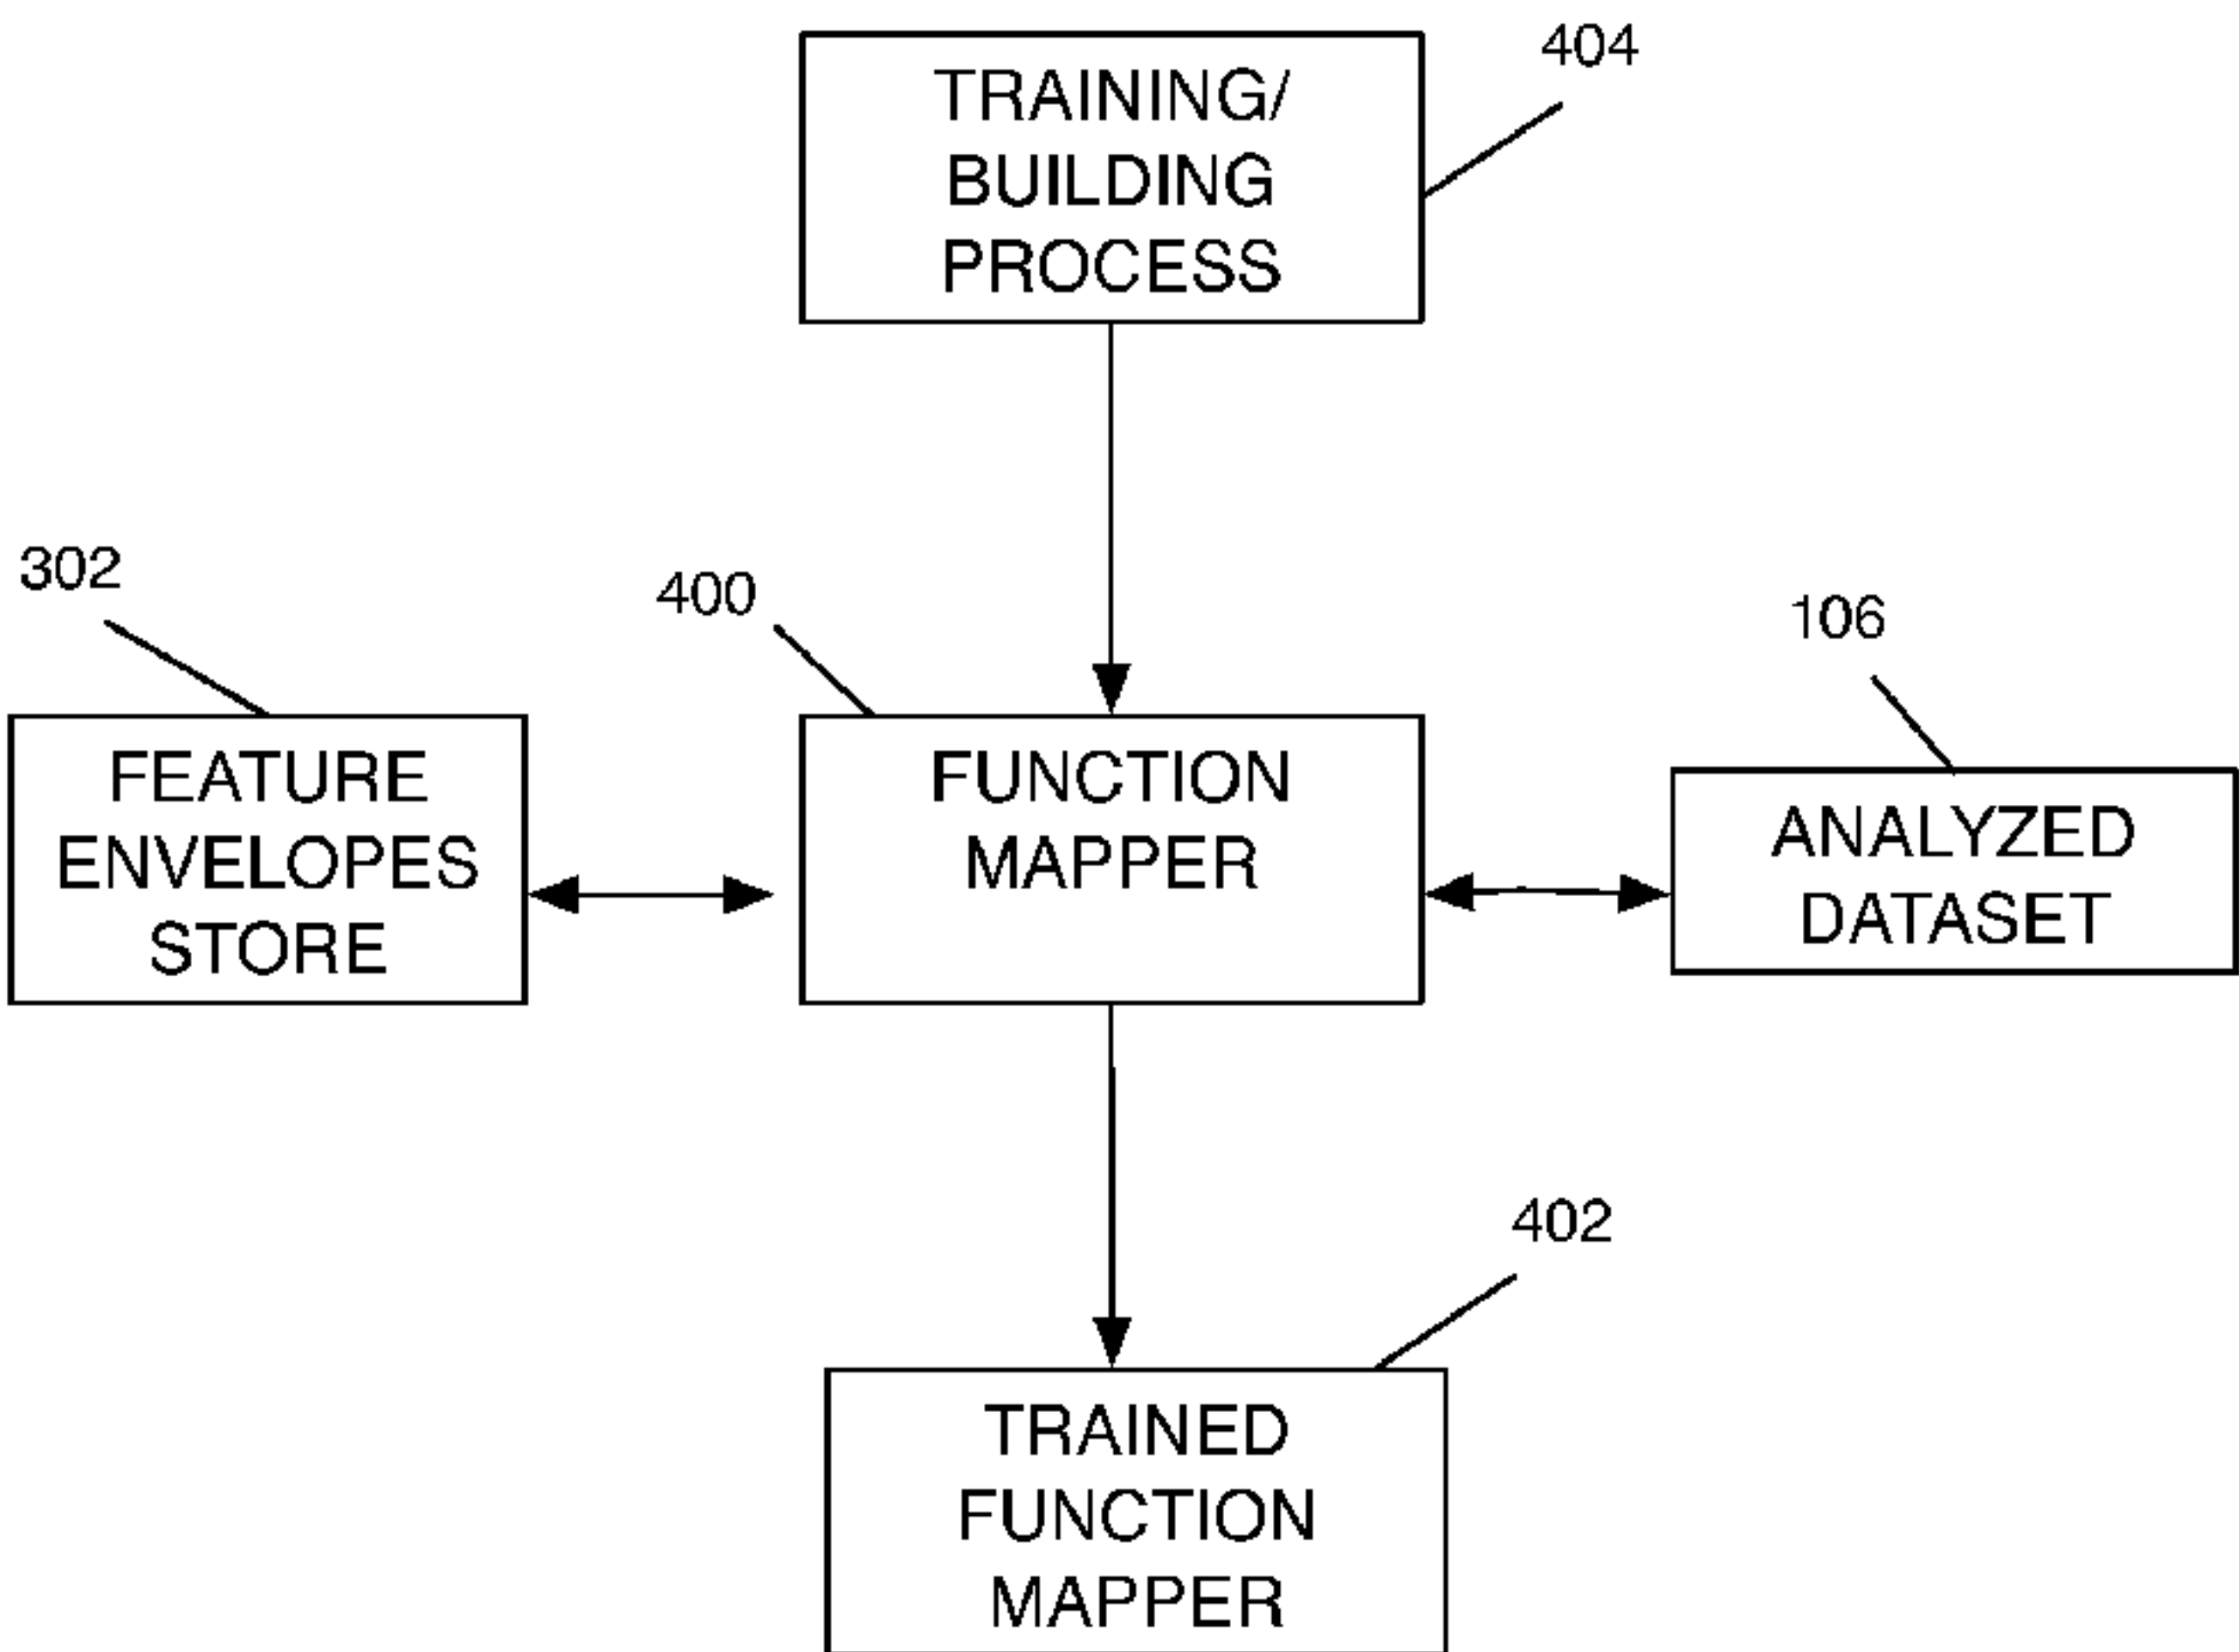 404
TRAINING/
BUILDING
PROCESS
302
400
106
FEATURE
ENVELOPES
STORE
FUNCTION
MAPPER
ANALYZED
DATASET
402
TRAINED
FUNCTION
MAPPER